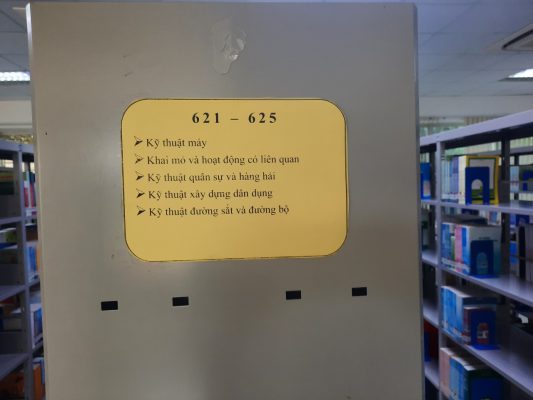 621 – 625
➢ Kỹ thuật máy
➢ Khai mỏ và hoạt động có liên quan
➢ Kỹ thuật quân sự và hàng hải
➢ Kỹ thuật xây dựng dân dụng
➢ Kỹ thuật đường sắt và đường bộ